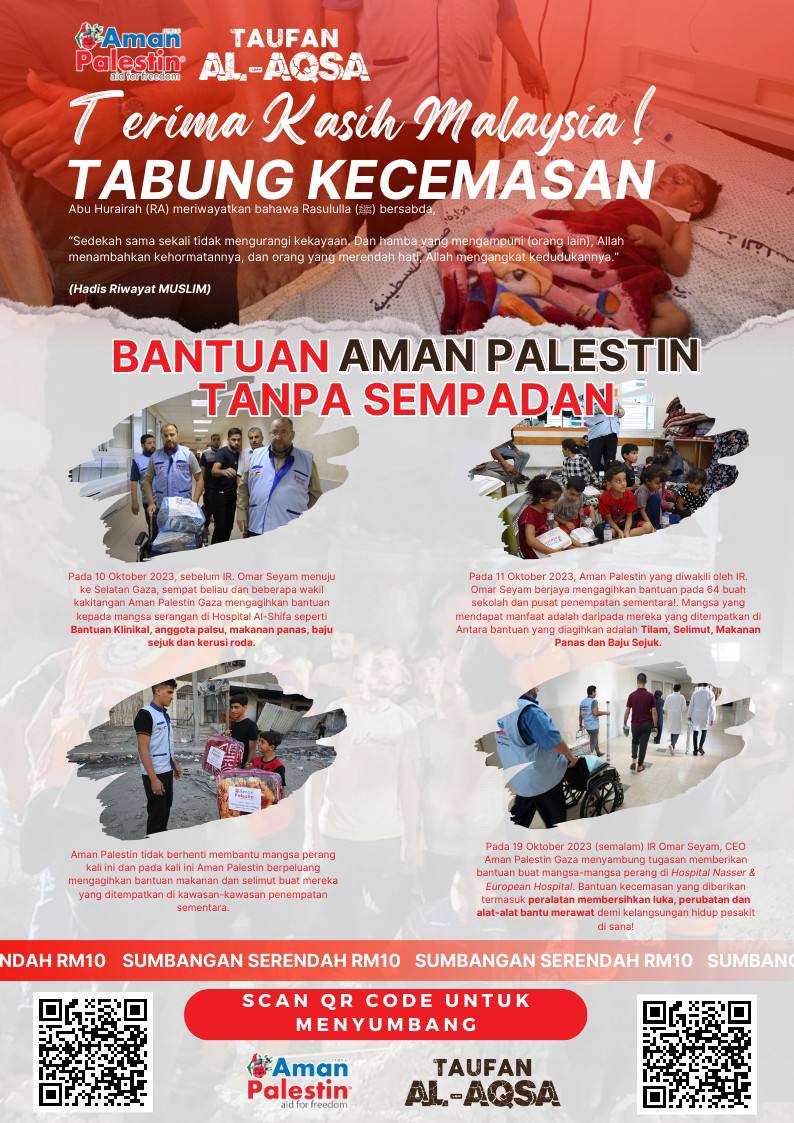 Aman
Palestin
aid for freedom
TAUFAN
AL-AQSA
Terima Kasih Malaysia!
TABUNG KECEMASAN
Abu Hurairah (RA) meriwayatkan bahawa Rasululla (ﷺ) bersabda,
“Sedekah sama sekali tidak mengurangi kekayaan. Dan hamba yang mengampuni (orang lain), Allah
menambahkan kehormatannya, dan orang yang merendah hati, Allah mengangkat kedudukannya.”
(Hadis Riwayat MUSLIM)
BANTUAN AMAN PALESTIN
TANPA SEMPADAN
Pada 10 Oktober 2023, sebelum IR. Omar Seyam menuju
ke Selatan Gaza, sempat beliau dan beberapa wakil
kakitangan Aman Palestin Gaza mengagihkan bantuan
kepada mangsa serangan di Hospital Al-Shifa seperti
Bantuan Klinikal, anggota palsu, makanan panas, baju
sejuk dan kerusi roda.
Pada 11 Oktober 2023, Aman Palestin yang diwakili oleh IR.
Omar Seyam berjaya mengagihkan bantuan pada 64 buah
sekolah dan pusat penempatan sementara!. Mangsa yang
mendapat manfaat adalah daripada mereka yang ditempatkan di
Antara bantuan yang diagihkan adalah Tilam, Selimut, Makanan
Panas dan Baju Sejuk.
Aman
Palestin
Aman Palestin tidak berhenti membantu mangsa perang
kali ini dan pada kali ini Aman Palestin berpeluang
mengagihkan bantuan makanan dan selimut buat mereka
yang ditempatkan di kawasan-kawasan penempatan
sementara.
Pada 19 Oktober 2023 (semalam) IR Omar Seyam, CEO
Aman Palestin Gaza menyambung tugasan memberikan
bantuan buat mangsa-mangsa perang di Hospital Nasser &
European Hospital. Bantuan kecemasan yang diberikan
termasuk peralatan membersihkan luka, perubatan dan
alat-alat bantu merawat demi kelangsungan hidup pesakit
di sana!
NDAH RM10 SUMBANGAN SERENDAH RM10 SUMBANGAN SERENDAH RM10 SUMBANG
SCAN QR CODE UNTUK
MENYUMBANG
Aman
Palestin
aid for freedom
TAUFAN
AL-AQSA